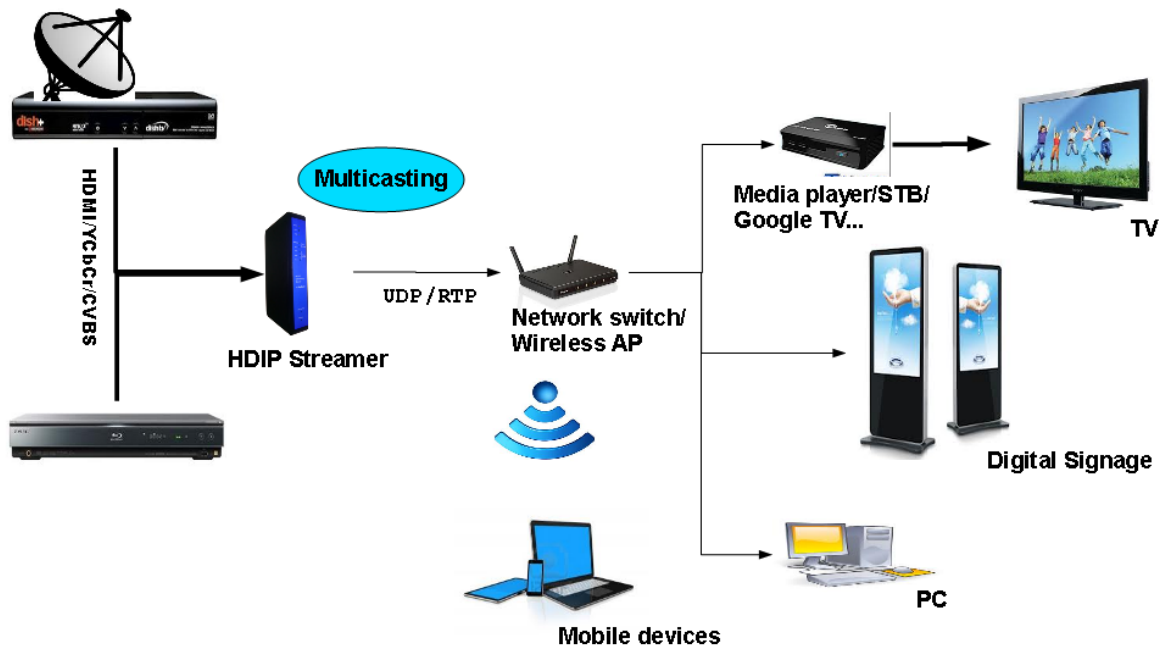 dish+
dishtv
HDMI/YCbCr/CVBS
Multicasting
HDIP Streamer
UDP/RTP
Network switch/
Wireless AP
Media player/STB/
Google TV...
TV
Digital Signage
PC
Mobile devices